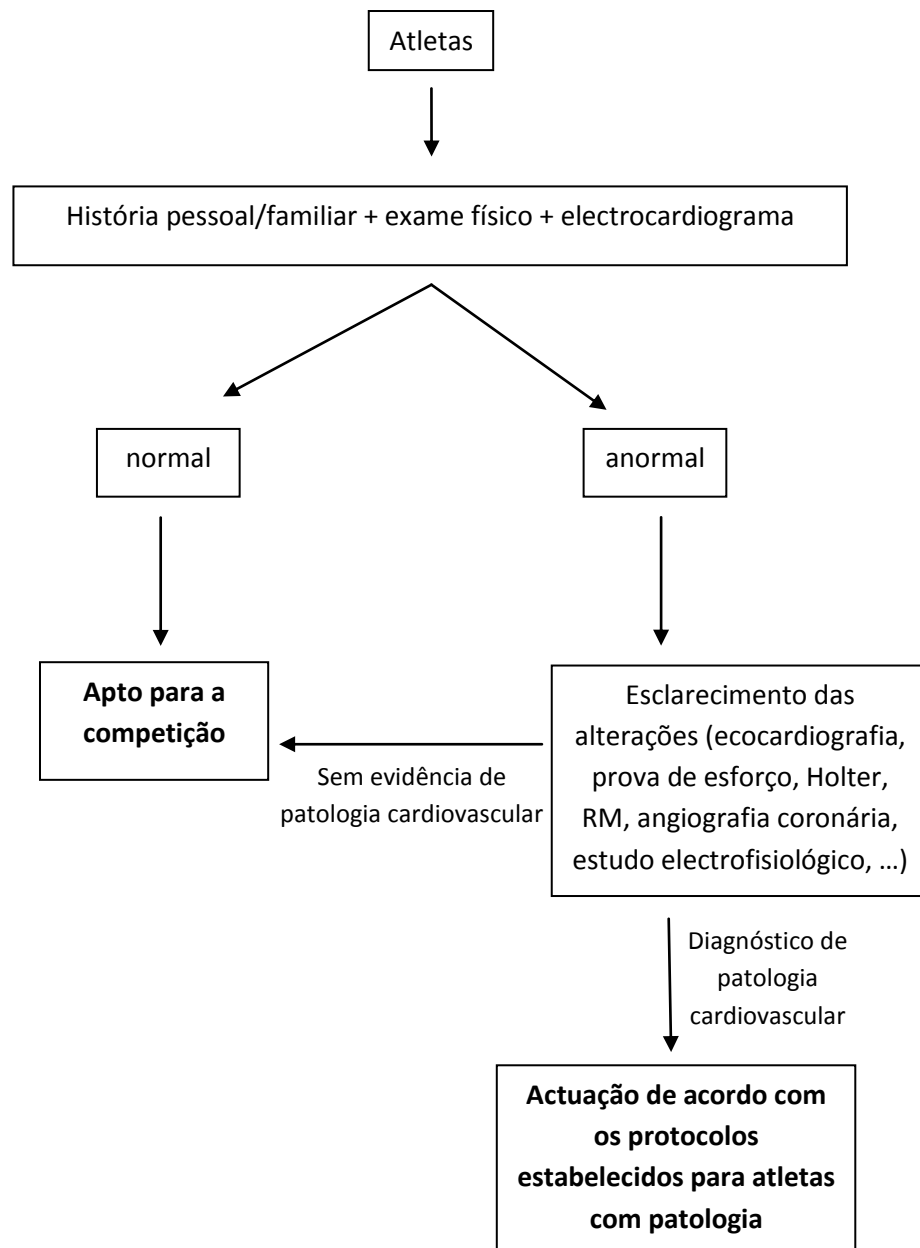 Atletas
História pessoal/familiar + exame físico + electrocardiograma
normal
anormal
Apto para a
competição
Sem evidência de
patologia cardiovascular
Esclarecimento das
alterações (ecocardiografia,
prova de esforço, Holter,
RM, angiografia coronária,
estudo electrofisiológico, ...)
Diagnóstico de
patologia
cardiovascular
Actuação de acordo com
os protocolos
estabelecidos para atletas
com patologia